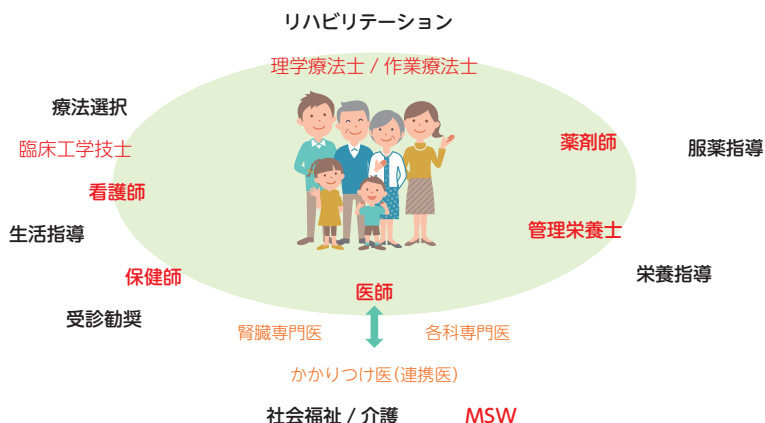 リハビリテーション
理学療法士 / 作業療法士
療法選択
臨床工学技士
薬剤師
服薬指導
看護師
生活指導
管理栄養士
保健師
栄養指導
医師
受診勧奨
腎臓専門医
各科専門医
かかりつけ医(連携医)
社会福祉 / 介護
MSW